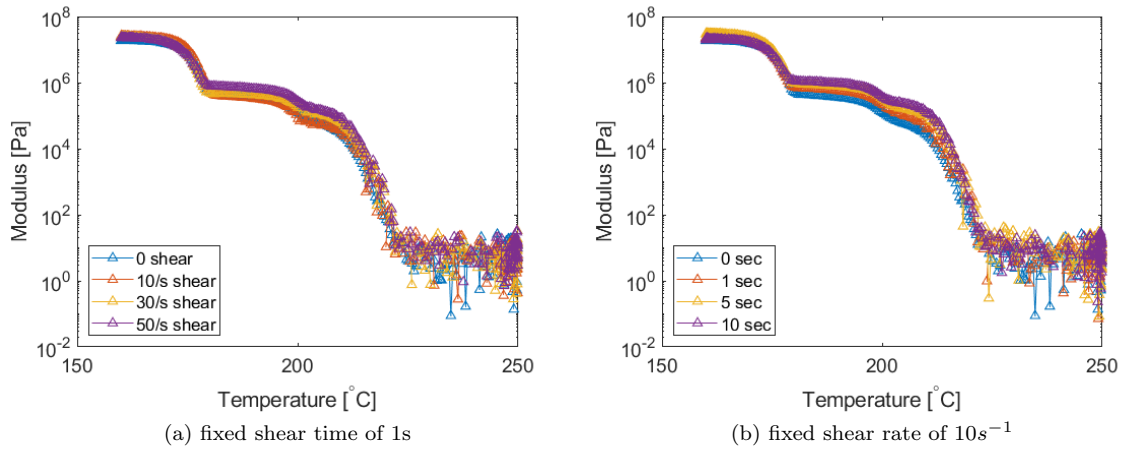 10^8
10^6
10^4
10^2
10^0
10^-2
Modulus [Pa]
0 shear
10/s shear
30/s shear
50/s shear
150
200
250
Temperature [°C]
(a) fixed shear time of 1s
10^8
10^6
10^4
10^2
10^0
10^-2
Modulus [Pa]
0 sec
1 sec
5 sec
10 sec
150
200
250
Temperature [°C]
(b) fixed shear rate of 10s^−1